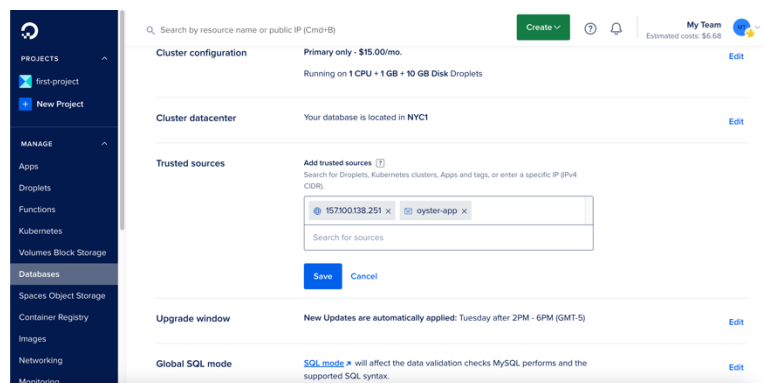 Search by resource name or public IP (Cmd+B)
Create
My Team
Estimated costs: $6.68
MT
PROJECTS
first-project
+ New Project
MANAGE
Apps
Droplets
Functions
Kubernetes
Volumes Block Storage
Databases
Spaces Object Storage
Container Registry
Images
Networking
Monitoring
Cluster configuration
Primary only - $15.00/mo.
Edit
Running on 1 CPU + 1 GB + 10 GB Disk Droplets
Cluster datacenter
Your database is located in NYC1
Edit
Trusted sources
Add trusted sources ?
Search for Droplets, Kubernetes clusters, Apps and tags, or enter a specific IP (IPv4
CIDR).
157.100.138.251 × oyster-app ×
Search for sources
Save Cancel
Upgrade window
New Updates are automatically applied: Tuesday after 2PM - 6PM (GMT-5)
Edit
Global SQL mode
SQL mode will affect the data validation checks MySQL performs and the
supported SQL syntax.
Edit